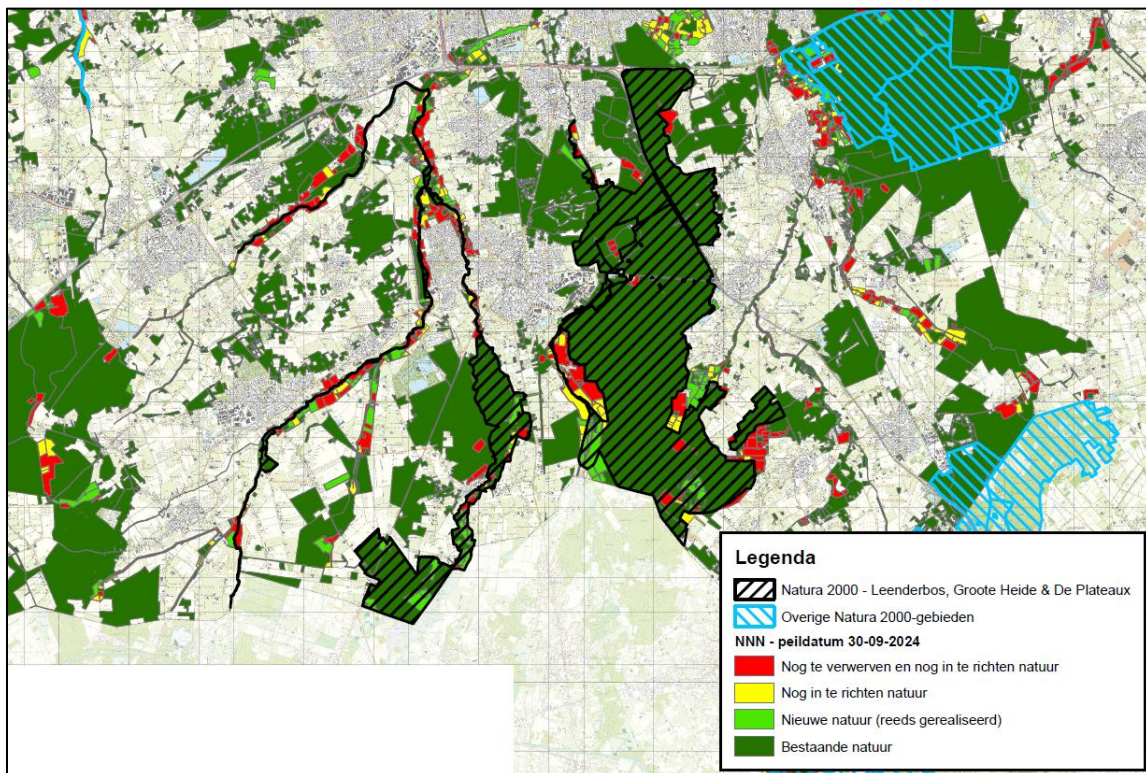 Legenda
Natura 2000 - Leenderbos, Groote Heide & De Plateaux
Overige Natura 2000-gebieden
NNN - peildatum 30-09-2024
Nog te verwerven en nog in te richten natuur
Nog in te richten natuur
Nieuwe natuur (reeds gerealiseerd)
Bestaande natuur